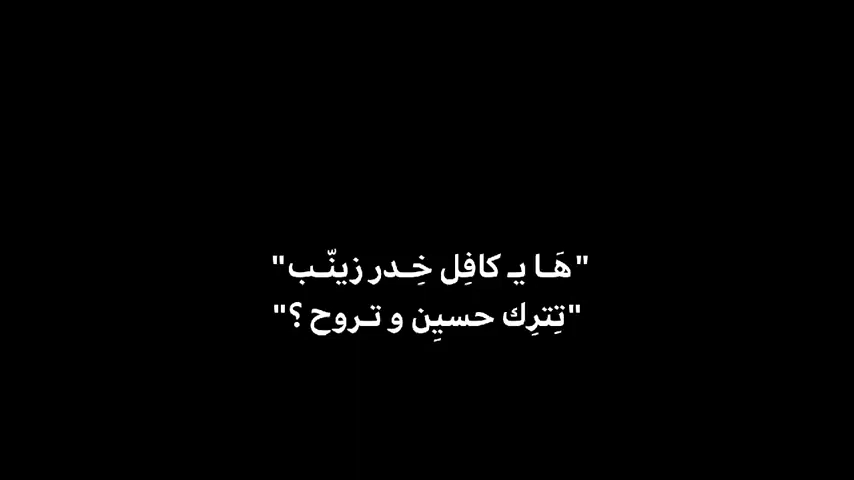 "هَـا يـ كافِل خِـدر زينّـب"
"تِترِك حسيِن و تـروح ؟"